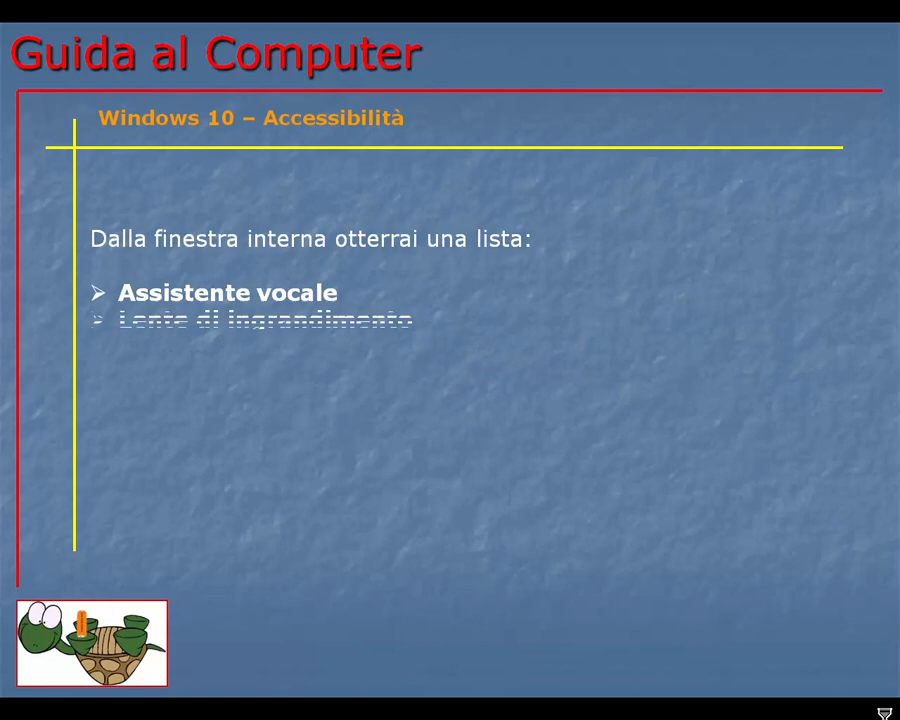 Guida al Computer
Windows 10 – Accessibilità
Dalla finestra interna otterrai una lista:
Assistente vocale
Lente di ingrandimento